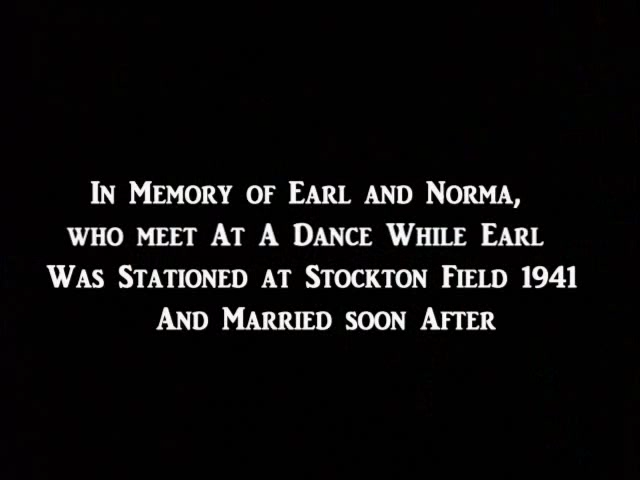 In Memory of Earl and Norma,
who meet At A Dance While Earl
Was Stationed at Stockton Field 1941
And Married soon After